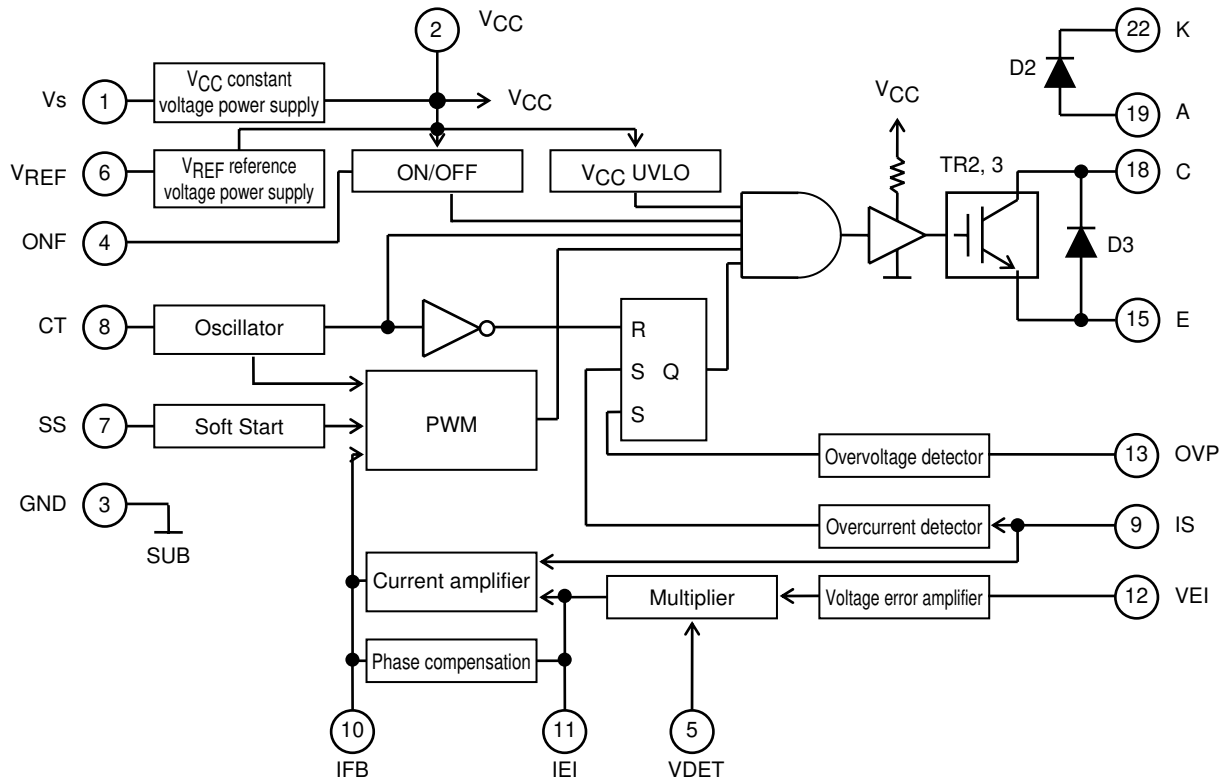 2 VCC
22 K
Vs 1
VCC constant
voltage power supply
VCC
D2
VCC
19 A
VREF 6
VREF reference
voltage power supply
ON/OFF
VCC UVLO
TR2, 3
18 C
ONF 4
D3
CT 8
Oscillator
R
15 E
S Q
SS 7
Soft Start
PWM
S
Overvoltage detector
13 OVP
GND 3
SUB
Overcurrent detector
9 IS
Current amplifier
Multiplier
Voltage error amplifier
12 VEI
Phase compensation
10
11
5
IFB
IEI
VDET